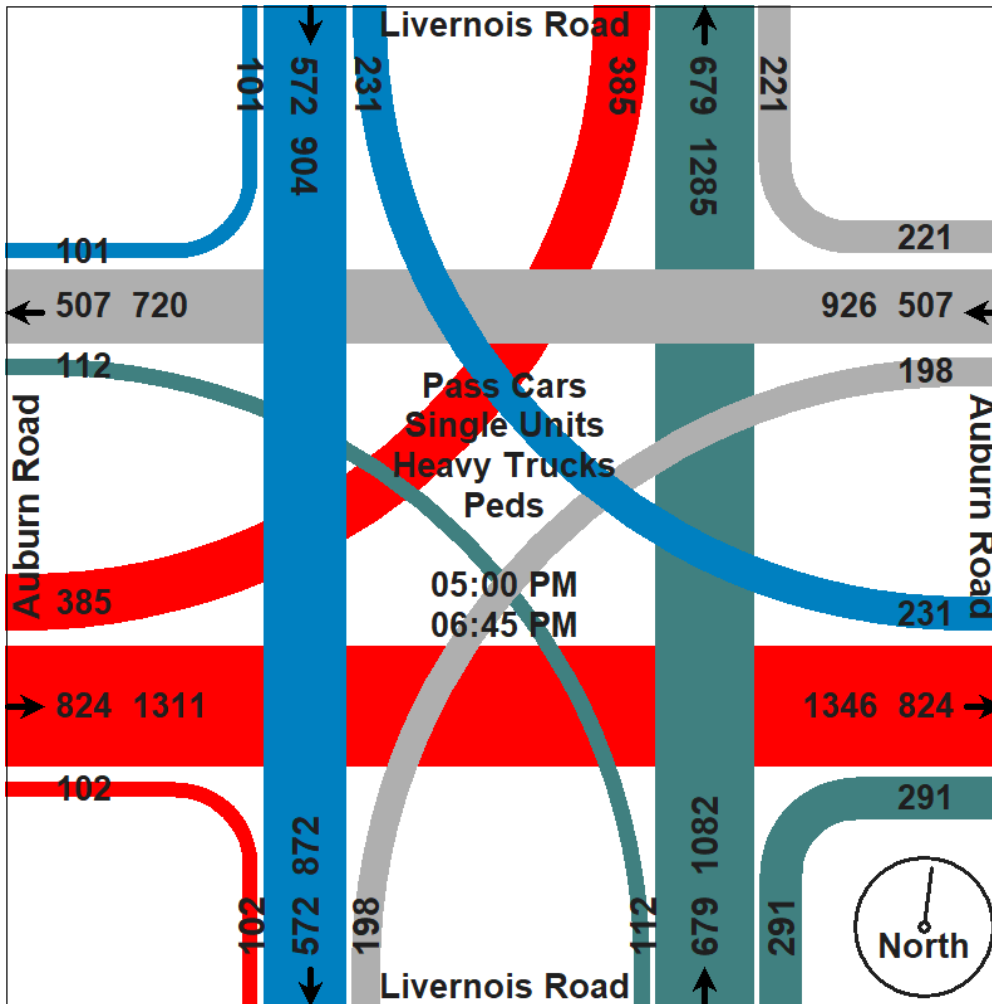 Livernois Road
101
572 904
231
385
679 1285
221
101
221
507 720
926 507
112
198
Pass Cars
Single Units
Heavy Trucks
Peds
Auburn Road
Auburn Road
05:00 PM
06:45 PM
385
231
824 1311
1346 824
102
291
102
572 872
198
112
679 1082
291
North
Livernois Road